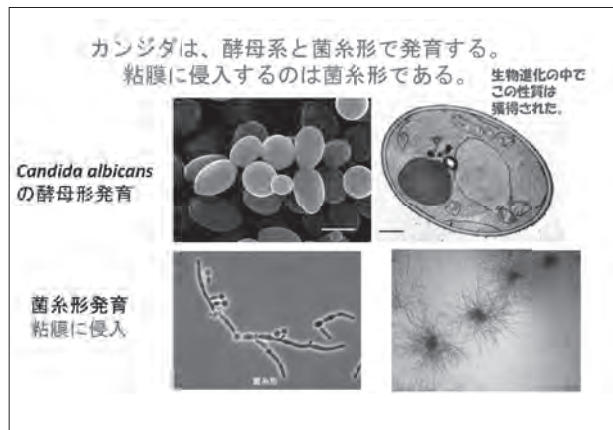 カンジダは、酵母系と菌糸形で発育する。
粘膜に侵入するのは菌糸形である。
生物進化の中で
この性質は
獲得された。
Candida albicans
の酵母形発育
菌糸形発育
粘膜に侵入
菌糸形